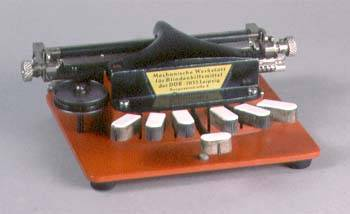 Mechanische Werkstatt
für Blindenhilfsmittel
der DDR · 7033 Leipzig